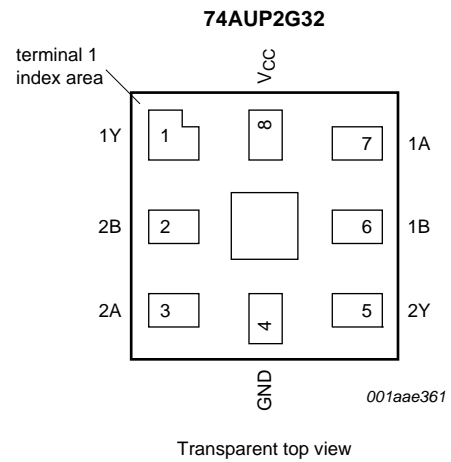 74AUP2G32
terminal 1
index area
VCC
1Y
1
8
7
1A
2B
2
6
1B
2A
3
4
5
2Y
GND
001aae361
Transparent top view